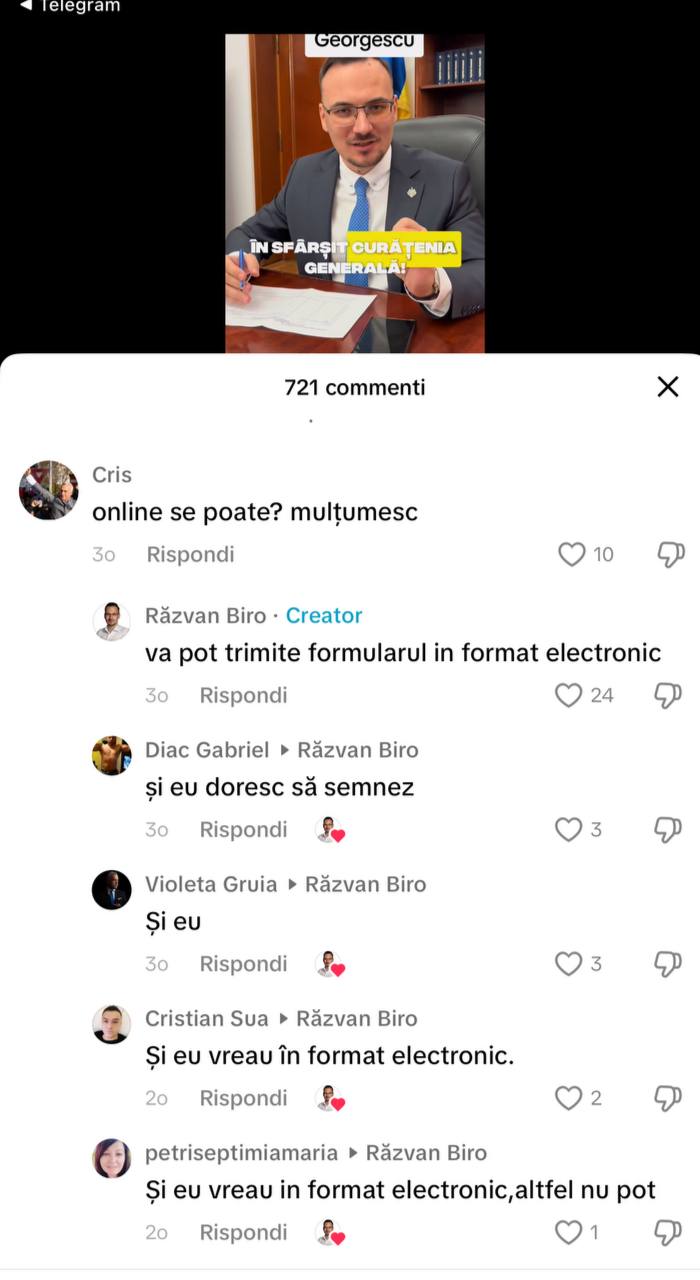 ◀ Telegram
Georgescu
ÎN SFÂRȘIT CURĂȚENIA
GENERALĂ!
721 commenti
Cris
online se poate? mulțumesc
3o Rispondi 10
Răzvan Biro · Creator
va pot trimite formularul in format electronic
3o Rispondi 24
Diac Gabriel ▸ Răzvan Biro
și eu doresc să semnez
3o Rispondi 3
Violeta Gruia ▸ Răzvan Biro
Și eu
3o Rispondi 3
Cristian Sua ▸ Răzvan Biro
Și eu vreau în format electronic.
2o Rispondi 2
petriseptimiamaria ▸ Răzvan Biro
Și eu vreau in format electronic,altfel nu pot
2o Rispondi 1